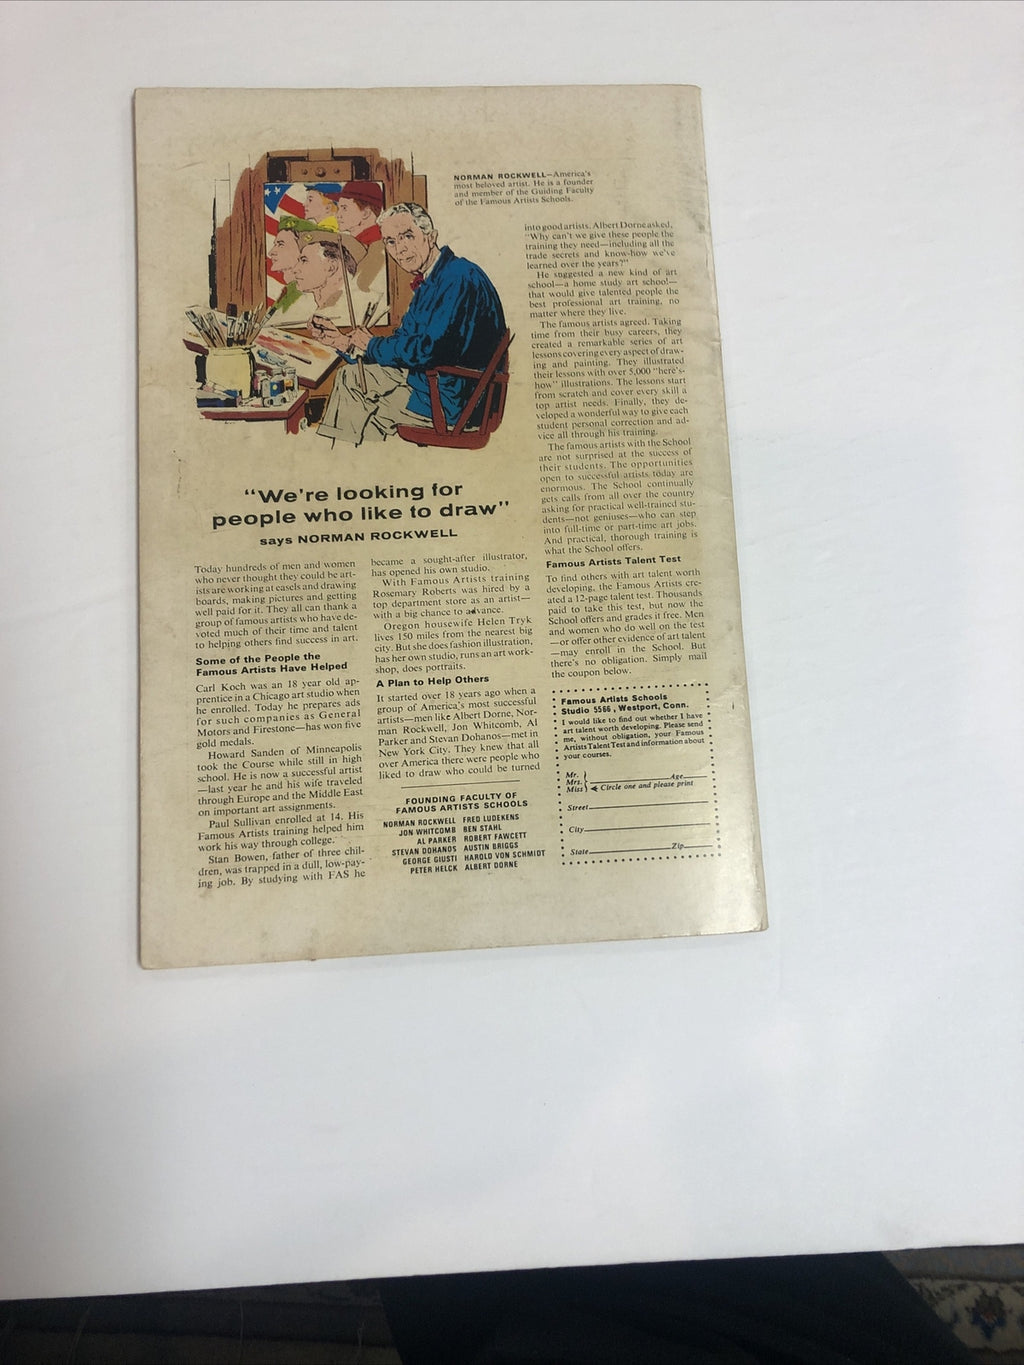 NORMAN ROCKWELL—America's
most beloved artist. He is a founder
and member of the Guiding Faculty
of the Famous Artists Schools.
"We're looking for
people who like to draw"
says NORMAN ROCKWELL
Today hundreds of men and women
who never thought they could be art-
ists are working at easels and drawing
boards, making pictures and getting
well paid for it. They all can thank a
group of famous artists who have de-
voted much of their time and talent
to helping others find success in art.
Some of the People the
Famous Artists Have Helped
Carl Koch was an 18 year old ap-
prentice in a Chicago art studio when
he enrolled. Today he prepares ads
for such companies as General
Motors and Firestone—has won five
gold medals.
Howard Sanden of Minneapolis
took the Course while still in high
school. He is now a successful artist
—last year he and his wife traveled
through Europe and the Middle East
on important art assignments.
Paul Sullivan enrolled at 14. His
Famous Artists training helped him
work his way through college.
Stan Bowen, father of three chil-
dren, was trapped in a dull, low-pay-
ing job. By studying with FAS he
became a sought-after illustrator,
has opened his own studio.
With Famous Artists training
Rosemary Roberts was hired by a
top department store as an artist—
with a big chance to advance.
Oregon housewife Helen Tryk
lives 150 miles from the nearest big
city. But she does fashion illustration,
has her own studio, runs an art work-
shop, does portraits.
A Plan to Help Others
It started over 18 years ago when a
group of America's most successful
artists—men like Albert Dorne, Nor-
man Rockwell, Jon Whitcomb, Al
Parker and Stevan Dohanos—met in
New York City. They knew that all
over America there were people who
liked to draw who could be turned
into good artists. Albert Dorne asked,
"Why can't we give these people the
training they need—including all the
trade secrets and know-how we've
learned over the years?"
He suggested a new kind of art
school—a home study art school—
that would give talented people the
best professional art training, no
matter where they live.
The famous artists agreed. Taking
time from their busy careers, they
created a remarkable series of art
lessons covering every aspect of draw-
ing and painting. They illustrated
their lessons with over 5,000 "here's-
how" illustrations. The lessons start
from scratch and cover every skill a
top artist needs. Finally, they de-
veloped a wonderful way to give each
student personal correction and ad-
vice all through his training.
The famous artists with the School
are not surprised at the success of
their students. The opportunities
open to successful artists today are
enormous. The School continually
gets calls from all over the country
asking for practical well-trained stu-
dents—not geniuses—who can step
into full-time or part-time art jobs.
And practical, thorough training is
what the School offers.
Famous Artists Talent Test
To find others with art talent worth
developing, the Famous Artists cre-
ated a 12-page talent test. Thousands
paid to take this test, but now the
School offers and grades it free. Men
and women who do well on the test
—or offer other evidence of art talent
—may enroll in the School. But
there's no obligation. Simply mail
the coupon below.
FOUNDING FACULTY OF
FAMOUS ARTISTS SCHOOLS
NORMAN ROCKWELL FRED LUDEKENS
JON WHITCOMB BEN STAHL
AL PARKER ROBERT FAWCETT
STEVAN DOHANOS AUSTIN BRIGGS
GEORGE GIUSTI HAROLD VON SCHMIDT
PETER HELCK ALBERT DORNE
Famous Artists Schools
Studio 5566 , Westport, Conn.
I would like to find out whether I have
art talent worth developing. Please send
me, without obligation, your Famous
Artists Talent Test and information about
your courses.
Mr.
Mrs. Age
Miss Circle one and please print
Street
City
State Zip